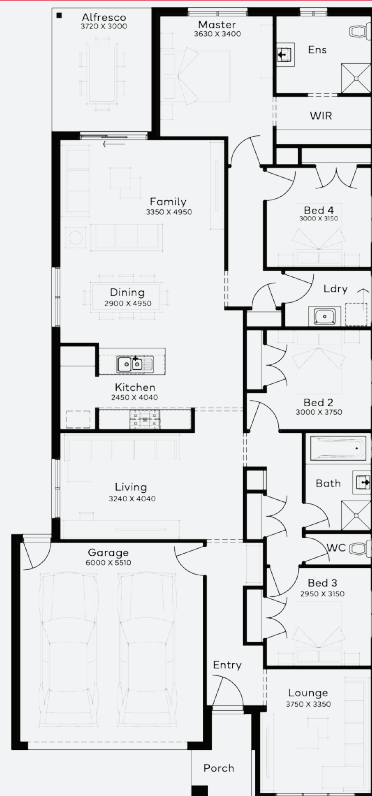 Alfresco
3720 X 3000
Master
3630 X 3400
Ens
WIR
Family
3350 X 4950
Bed 4
3000 X 3150
Dining
2900 X 4950
Ldry
Kitchen
2450 X 4040
Bed 2
3000 X 3750
Living
3240 X 4040
Bath
WC
Garage
6000 X 5510
Bed 3
2950 X 3150
Entry
Lounge
3750 X 3350
Porch